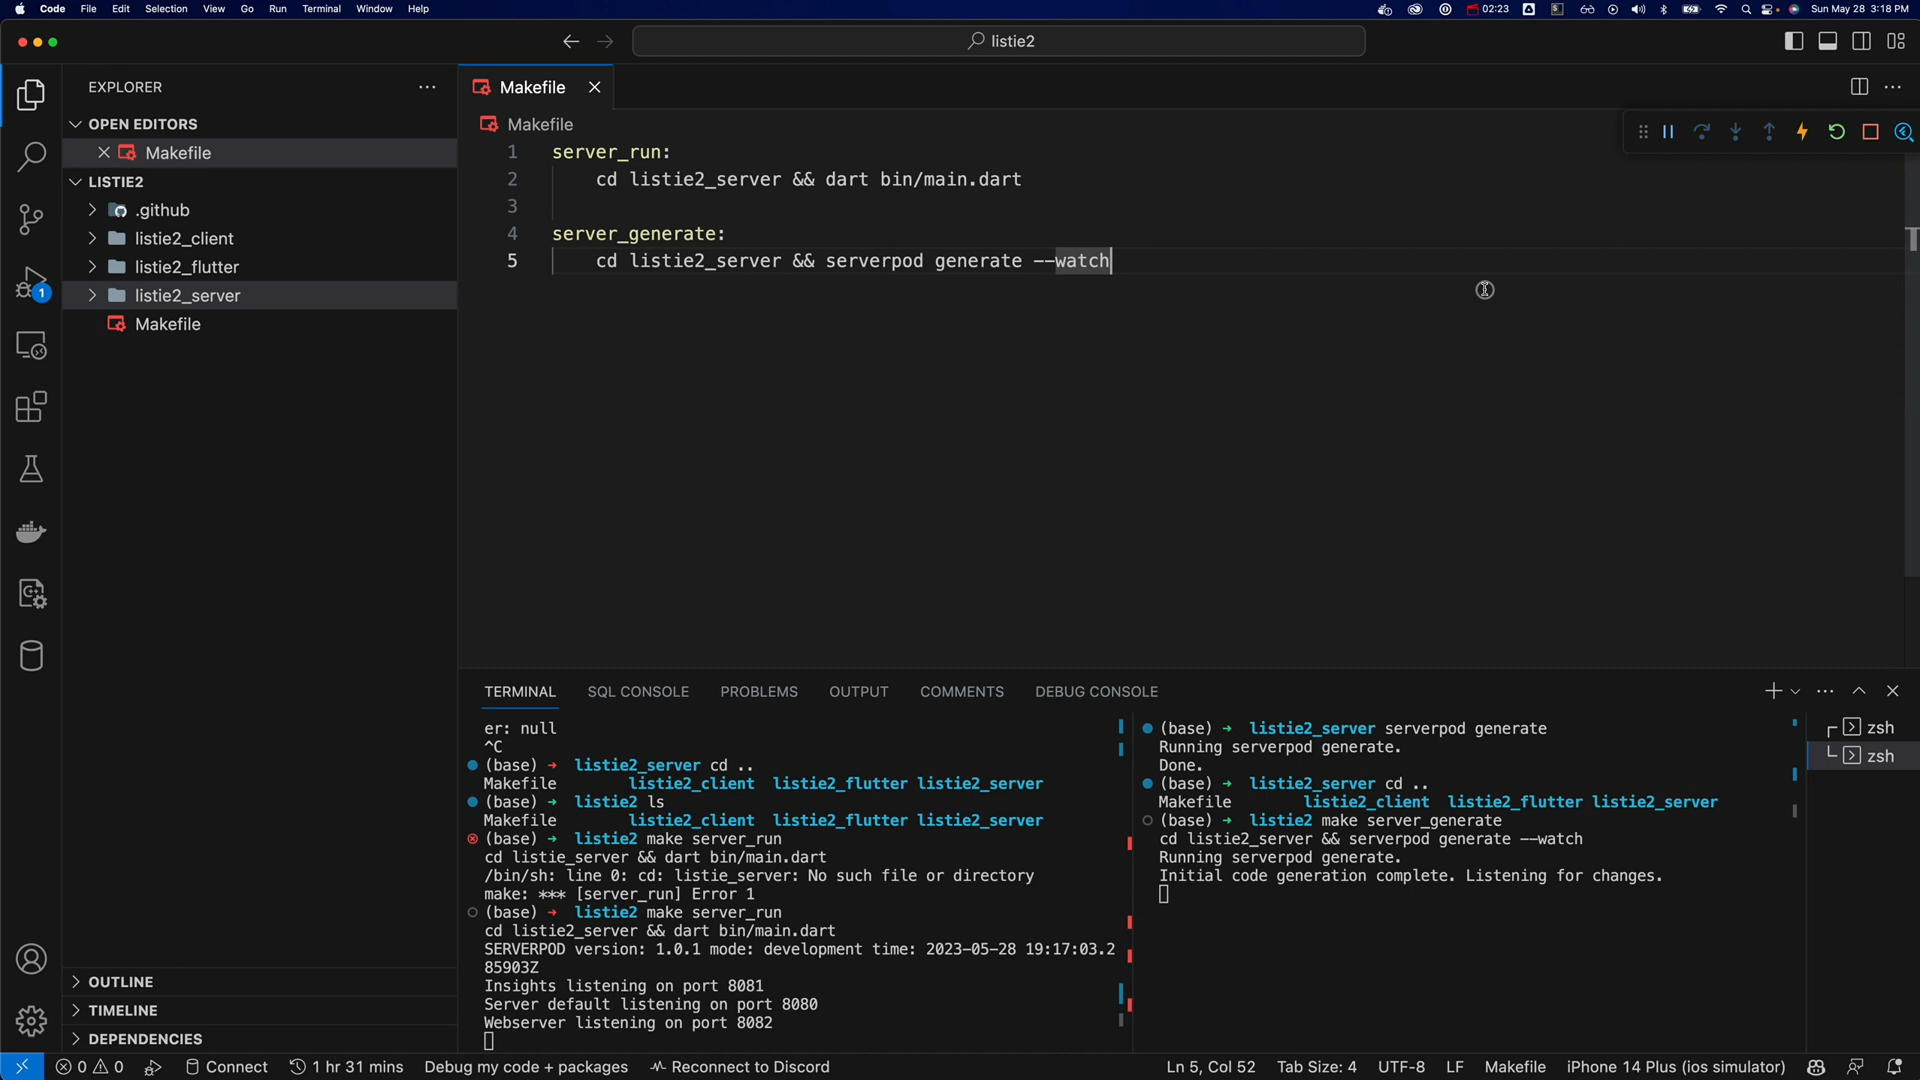 Code File Edit Selection View Go Run Terminal Window Help
02:23 Sun May 28 3:18 PM
listie2
EXPLORER
OPEN EDITORS
Makefile
LISTIE2
.github
listie2_client
listie2_flutter
listie2_server
Makefile
1
OUTLINE
TIMELINE
DEPENDENCIES
Makefile
Makefile
1 server_run:
2 cd listie2_server && dart bin/main.dart
3
4 server_generate:
5 cd listie2_server && serverpod generate --watch
TERMINAL SQL CONSOLE PROBLEMS OUTPUT COMMENTS DEBUG CONSOLE
er: null
^C
(base) ➜ listie2_server cd ..
Makefile listie2_client listie2_flutter listie2_server
(base) ➜ listie2 ls
Makefile listie2_client listie2_flutter listie2_server
(base) ➜ listie2 make server_run
cd listie_server && dart bin/main.dart
/bin/sh: line 0: cd: listie_server: No such file or directory
make: *** [server_run] Error 1
(base) ➜ listie2 make server_run
cd listie2_server && dart bin/main.dart
SERVERPOD version: 1.0.1 mode: development time: 2023-05-28 19:17:03.2
85903Z
Insights listening on port 8081
Server default listening on port 8080
Webserver listening on port 8082
(base) ➜ listie2_server serverpod generate
Running serverpod generate.
Done.
(base) ➜ listie2_server cd ..
Makefile listie2_client listie2_flutter listie2_server
(base) ➜ listie2 make server_generate
cd listie2_server && serverpod generate --watch
Running serverpod generate.
Initial code generation complete. Listening for changes.
zsh
zsh
0 0 Connect 1 hr 31 mins Debug my code + packages Reconnect to Discord Ln 5, Col 52 Tab Size: 4 UTF-8 LF Makefile iPhone 14 Plus (ios simulator)